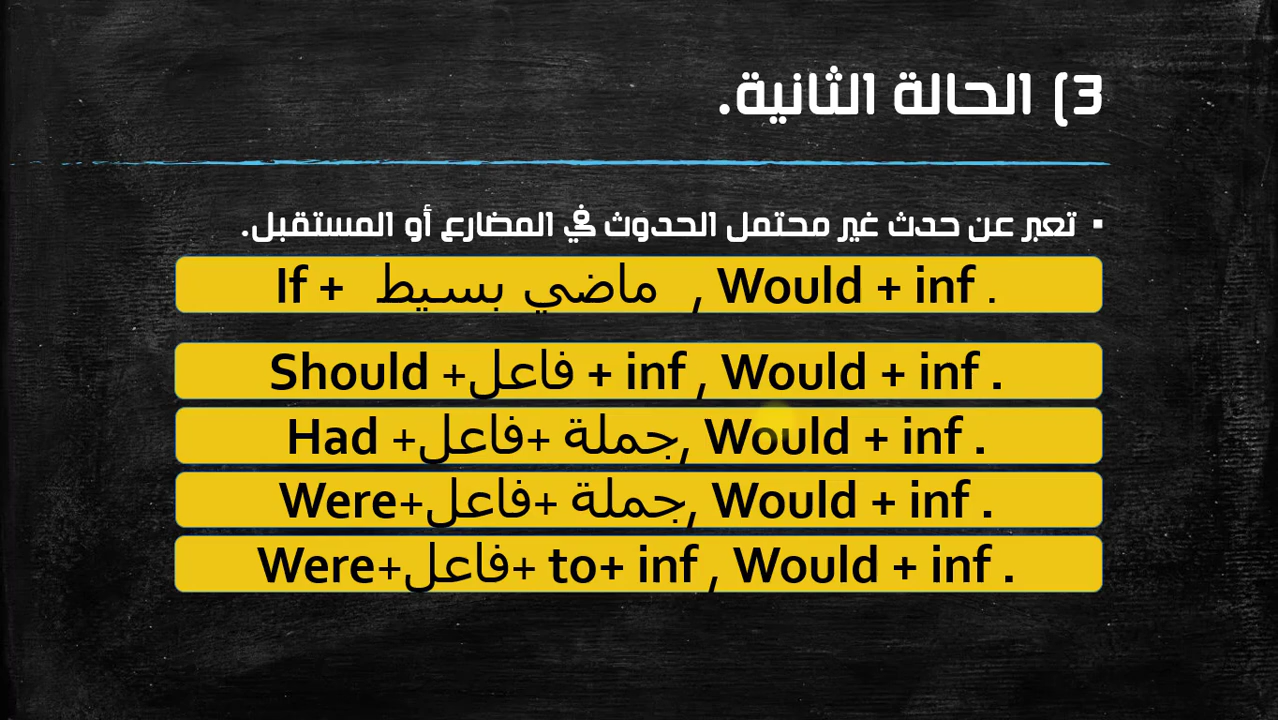 3) الحالة الثانية.
▪ تعبر عن حدث غير محتمل الحدوث في المضارع أو المستقبل.
If + ماضي بسيط , Would + inf .
Should +فاعل + inf , Would + inf .
Had +فاعل+ جملة, Would + inf .
Were+فاعل+ جملة, Would + inf .
Were+فاعل+ to+ inf , Would + inf .